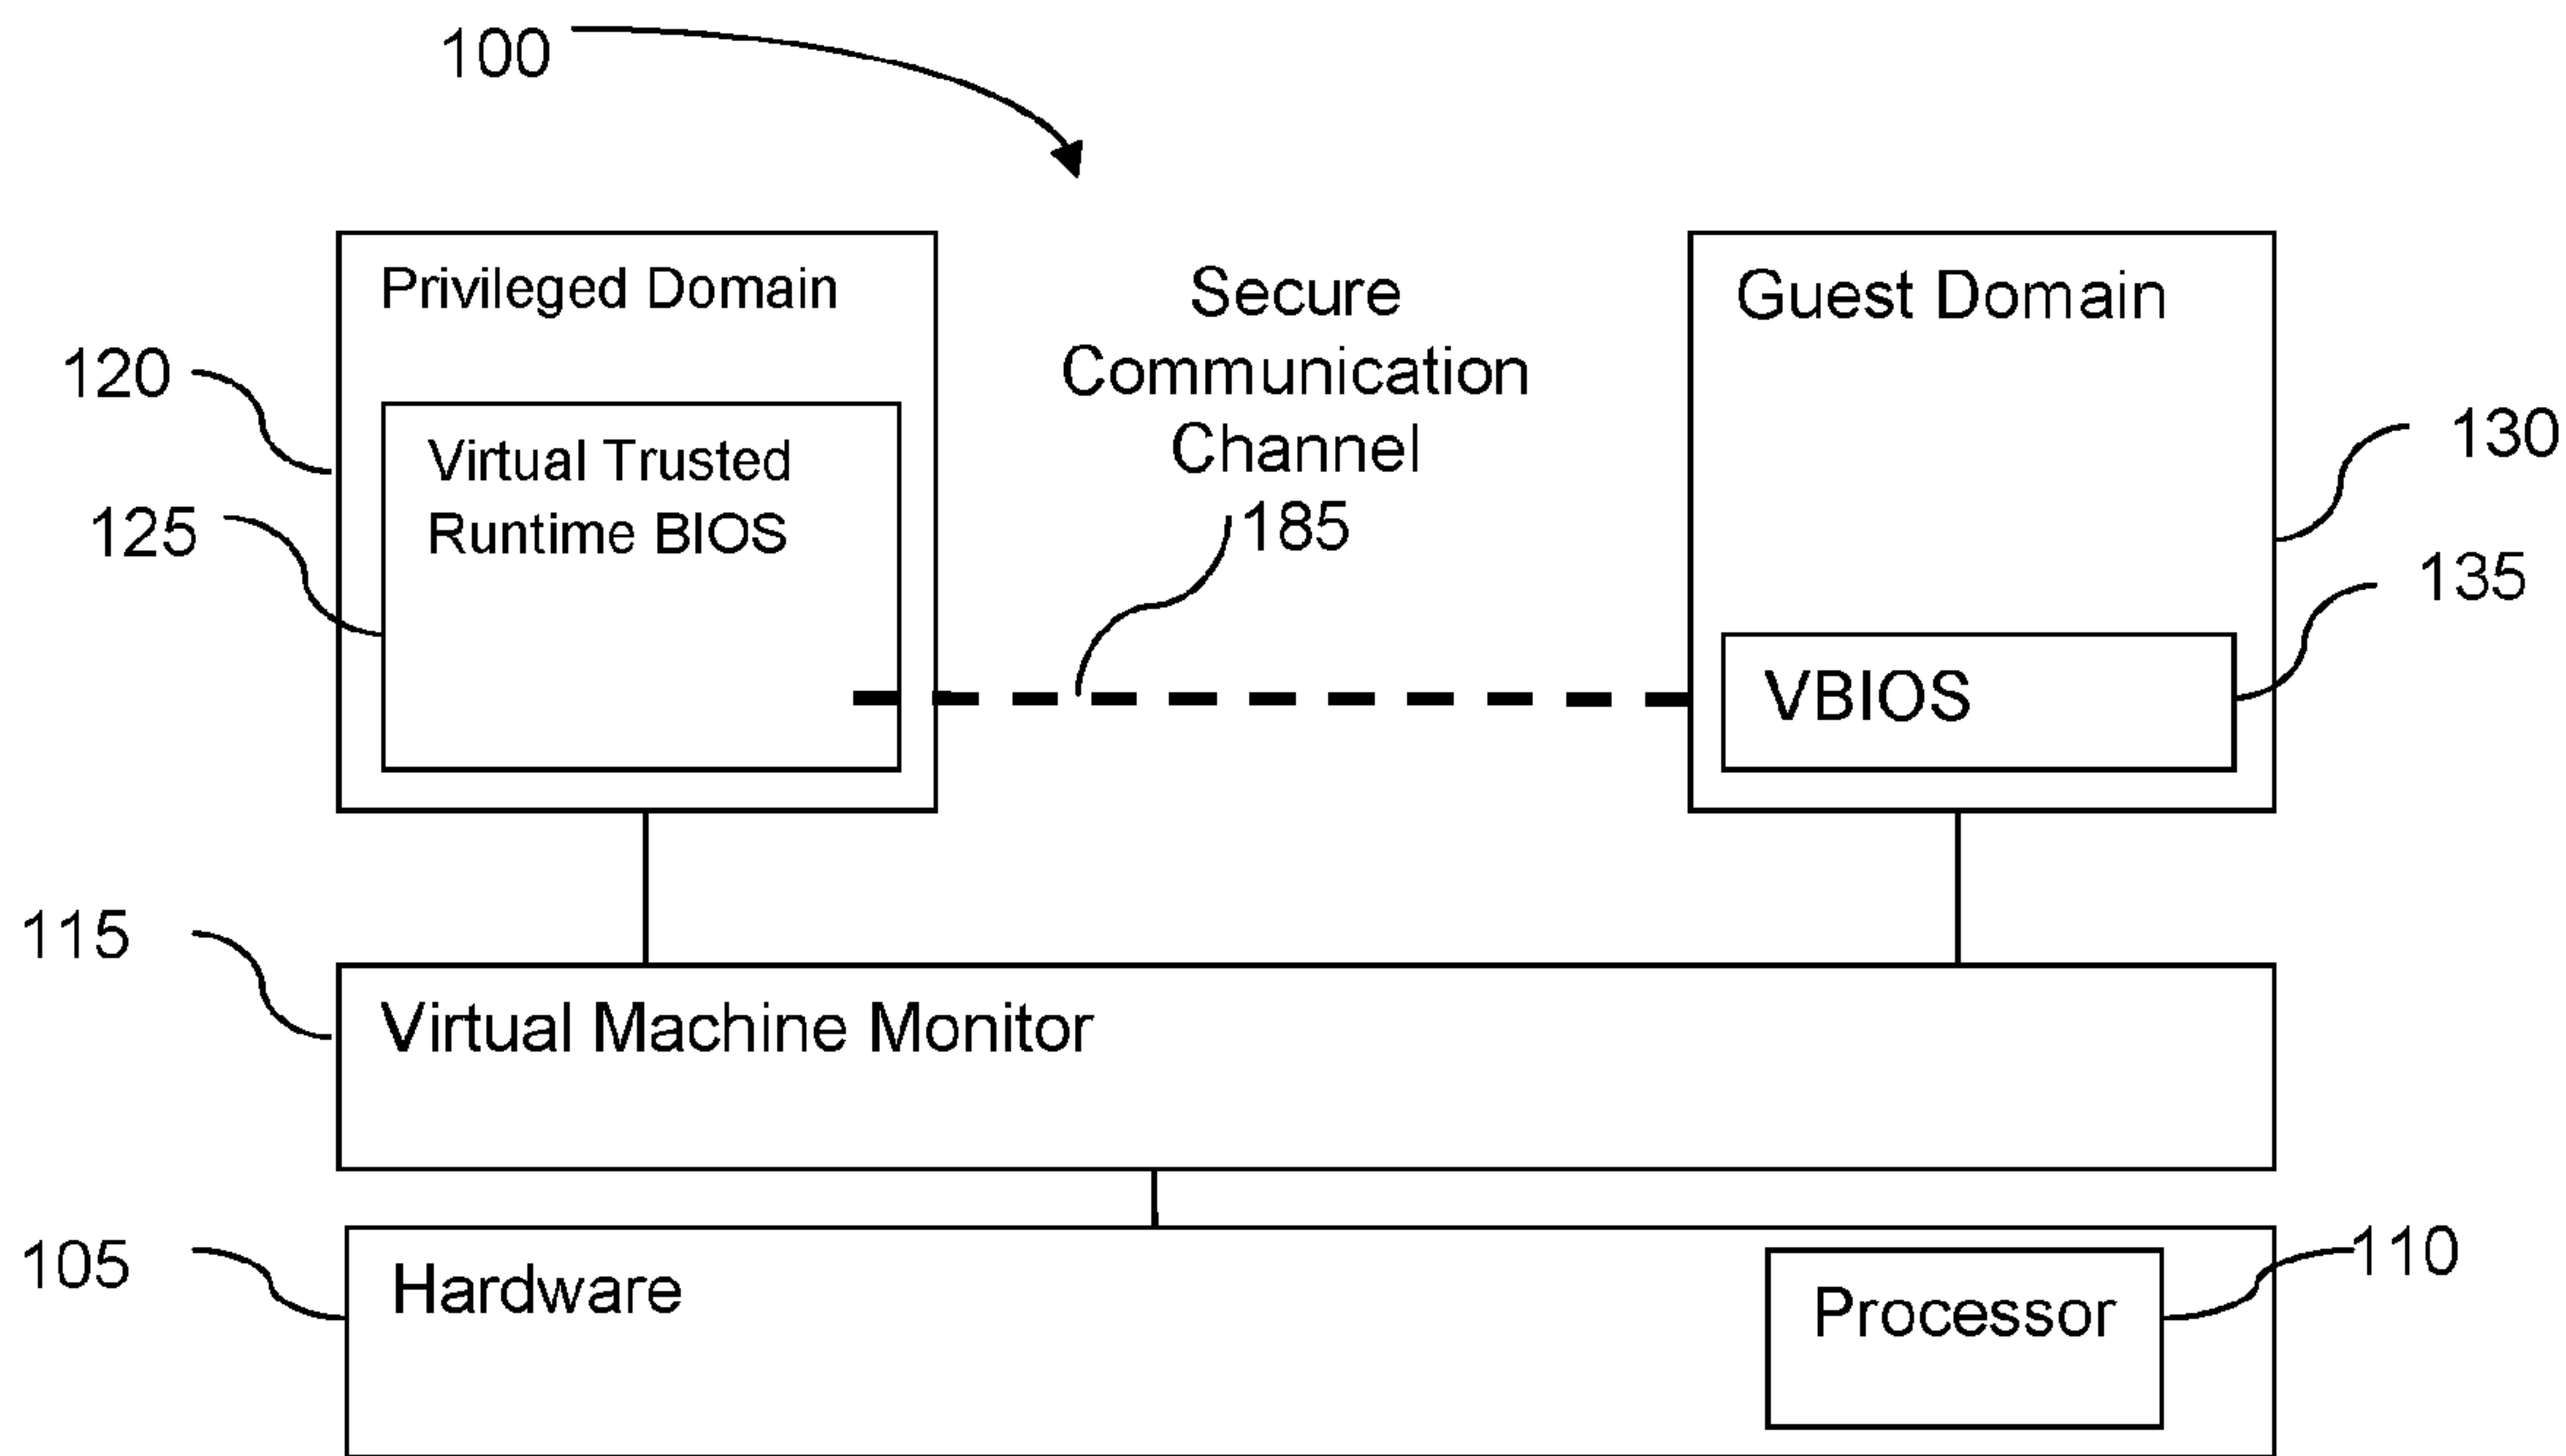 100
Privileged Domain
Secure
Communication
Channel
185
Guest Domain
120
Virtual Trusted
Runtime BIOS
125
130
135
VBIOS
115
Virtual Machine Monitor
105
Hardware
Processor
110